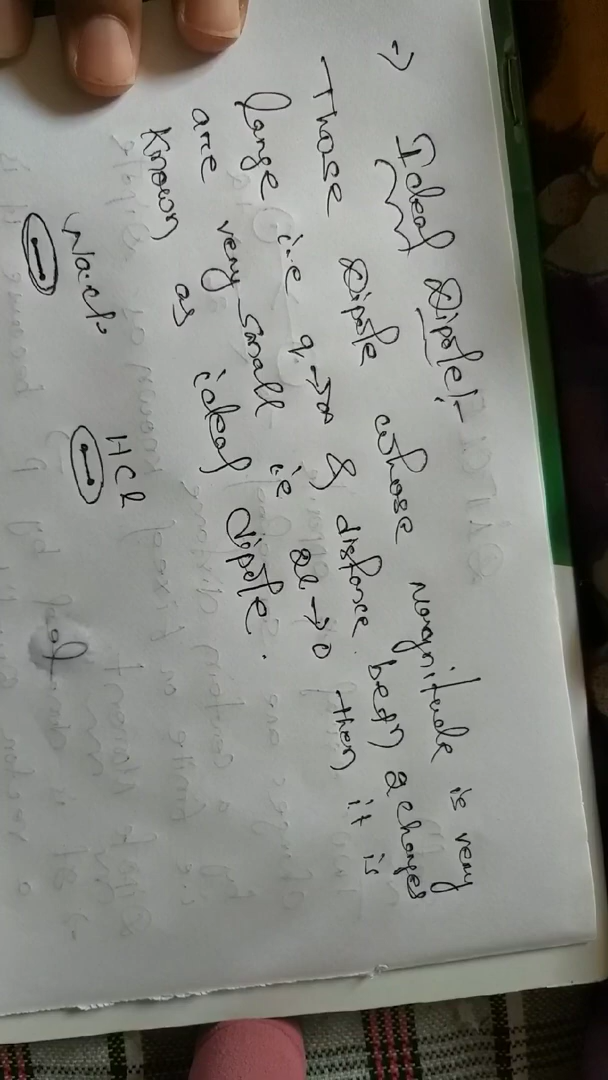 ⇒ Ideal Dipole!-
Those Dipole whose magnitude is very
large i.e q→∞ & distance betn 2 charges
are very small ie 2l→0 then it is
known as ideal dipole.
NaCl HCl